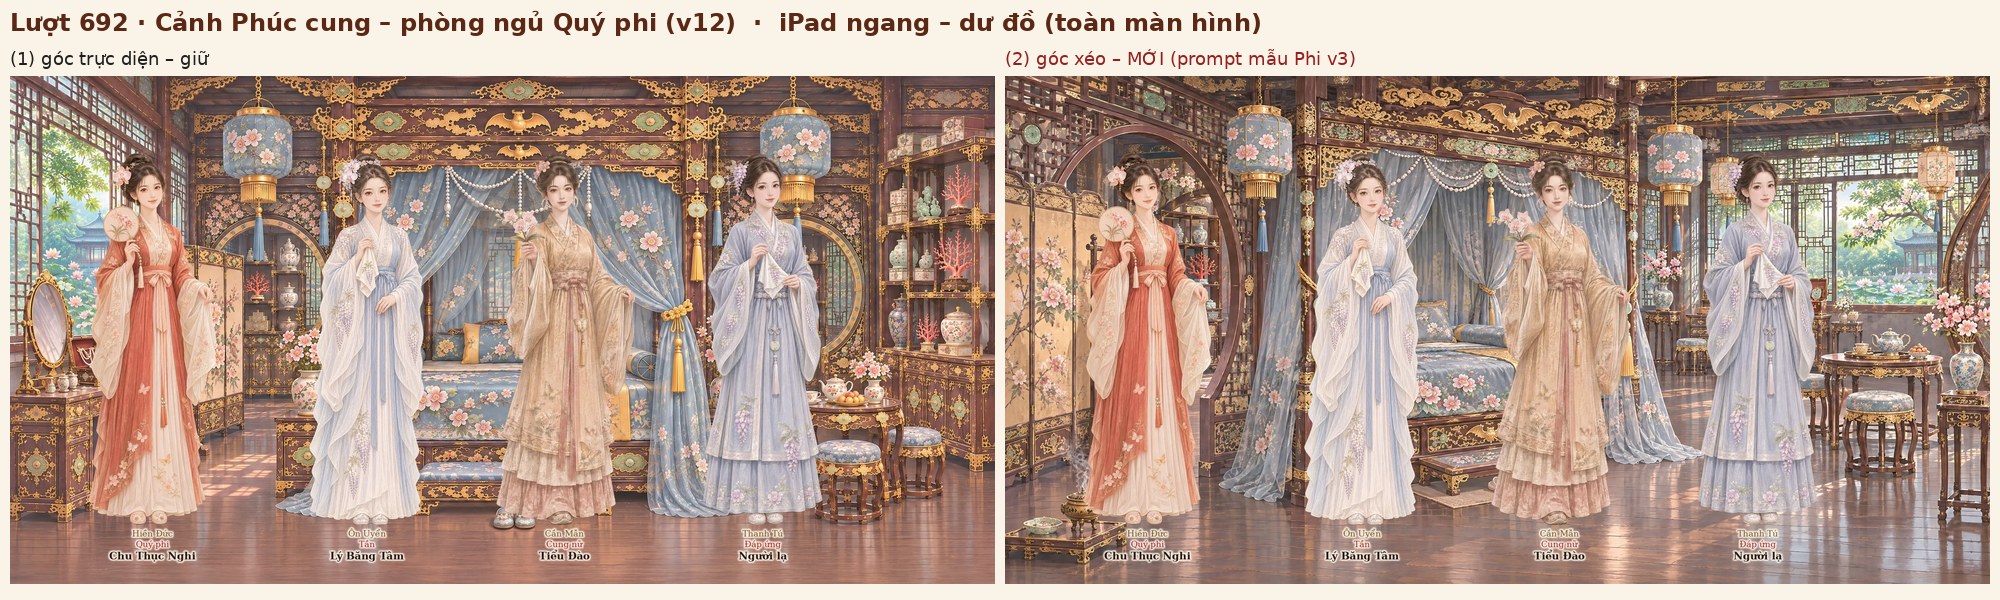 Lượt 692 · Cảnh Phúc cung – phòng ngủ Quý phi (v12)  ·  iPad ngang – dư đồ (toàn màn hình)
(1) góc trực diện – giữ
(2) góc xéo – MỚI (prompt mẫu Phi v3)
Hiền Đức
Quý phi
Chu Thục Nghi
Ôn Uyển
Tần
Lý Băng Tâm
Cần Mẫn
Cung nữ
Tiểu Đào
Thanh Tú
Đáp ứng
Người lạ
Hiền Đức
Quý phi
Chu Thục Nghi
Ôn Uyển
Tần
Lý Băng Tâm
Cần Mẫn
Cung nữ
Tiểu Đào
Thanh Tú
Đáp ứng
Người lạ